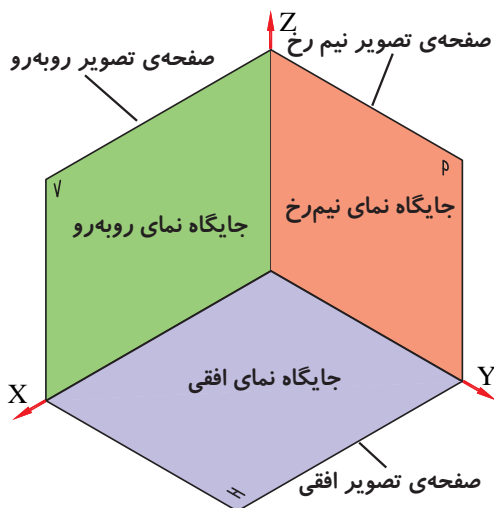 Z
صفحه‌ی تصویر نیم رخ
صفحه‌ی تصویر روبه‌رو
V
P
جایگاه نمای نیم‌رخ
جایگاه نمای روبه‌رو
جایگاه نمای افقی
X
Y
صفحه‌ی تصویر افقی
H